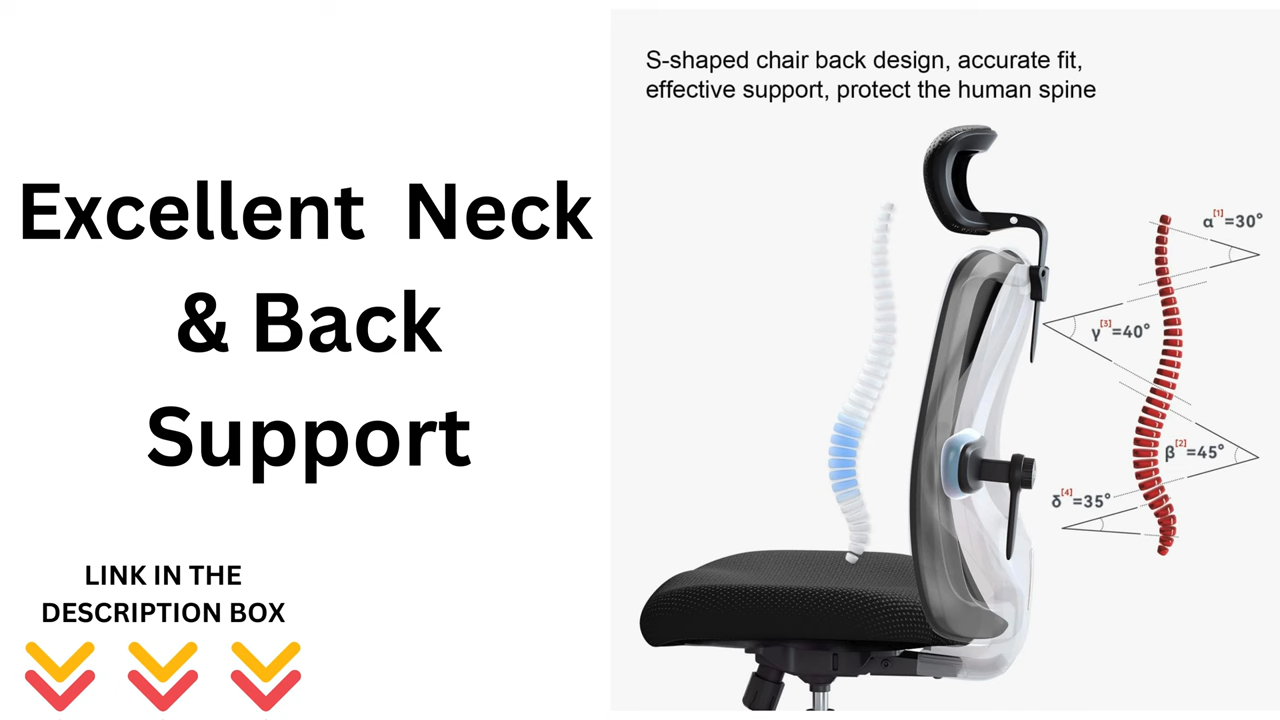 Excellent Neck
& Back
Support
LINK IN THE
DESCRIPTION BOX
S-shaped chair back design, accurate fit,
effective support, protect the human spine
α[1]=30°
γ[3]=40°
β[2]=45°
δ[4]=35°